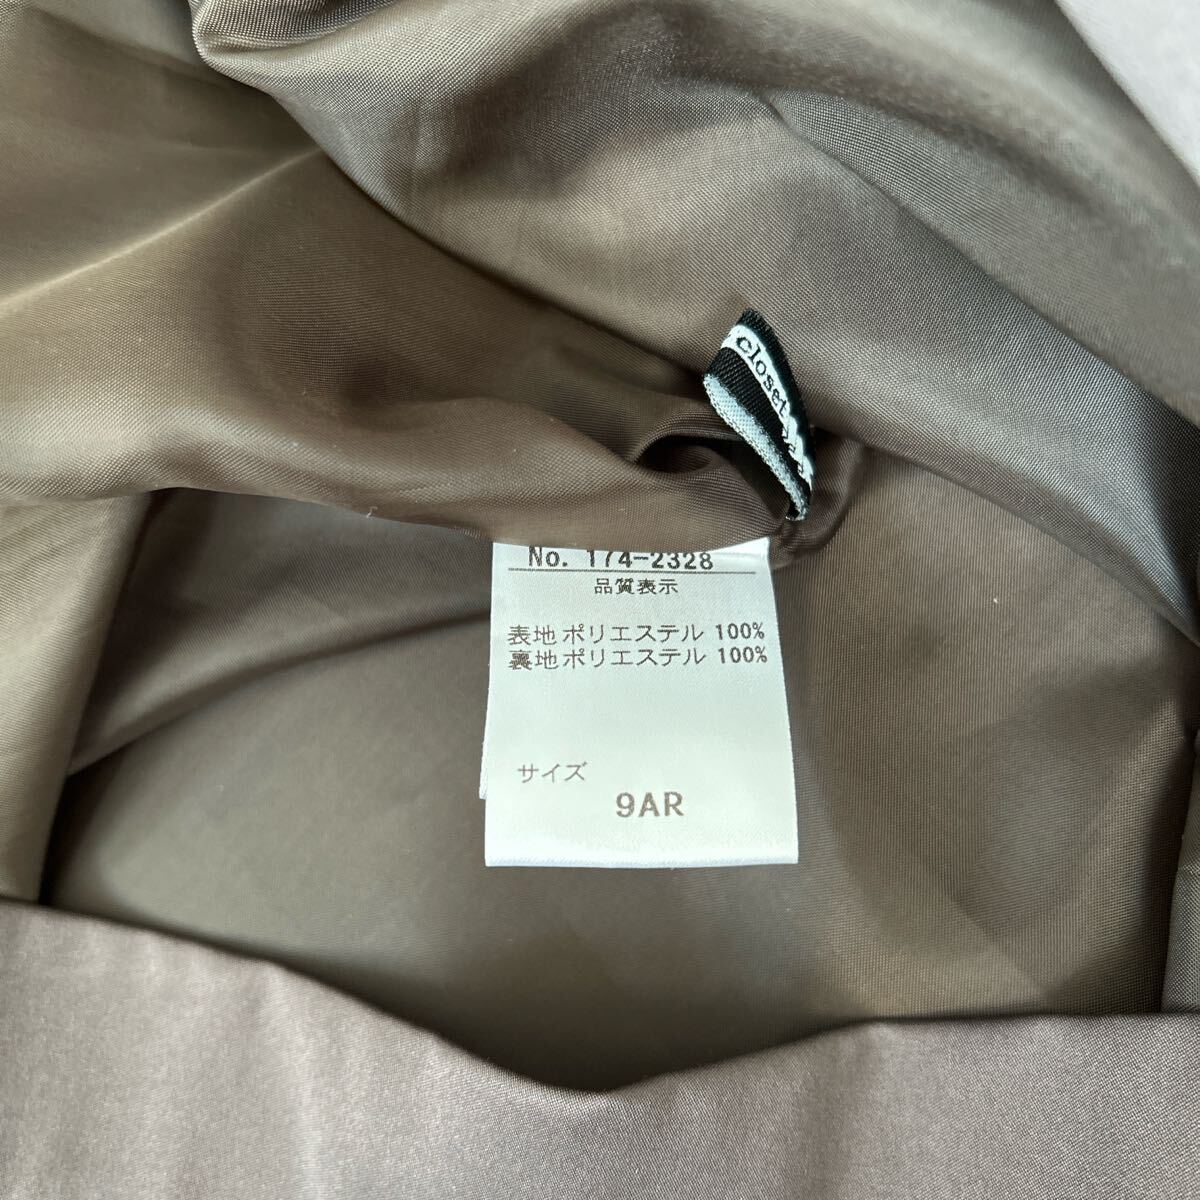 closet
No. 174-2328
品質表示
表地 ポリエステル 100%
裏地 ポリエステル 100%
サイズ
9AR